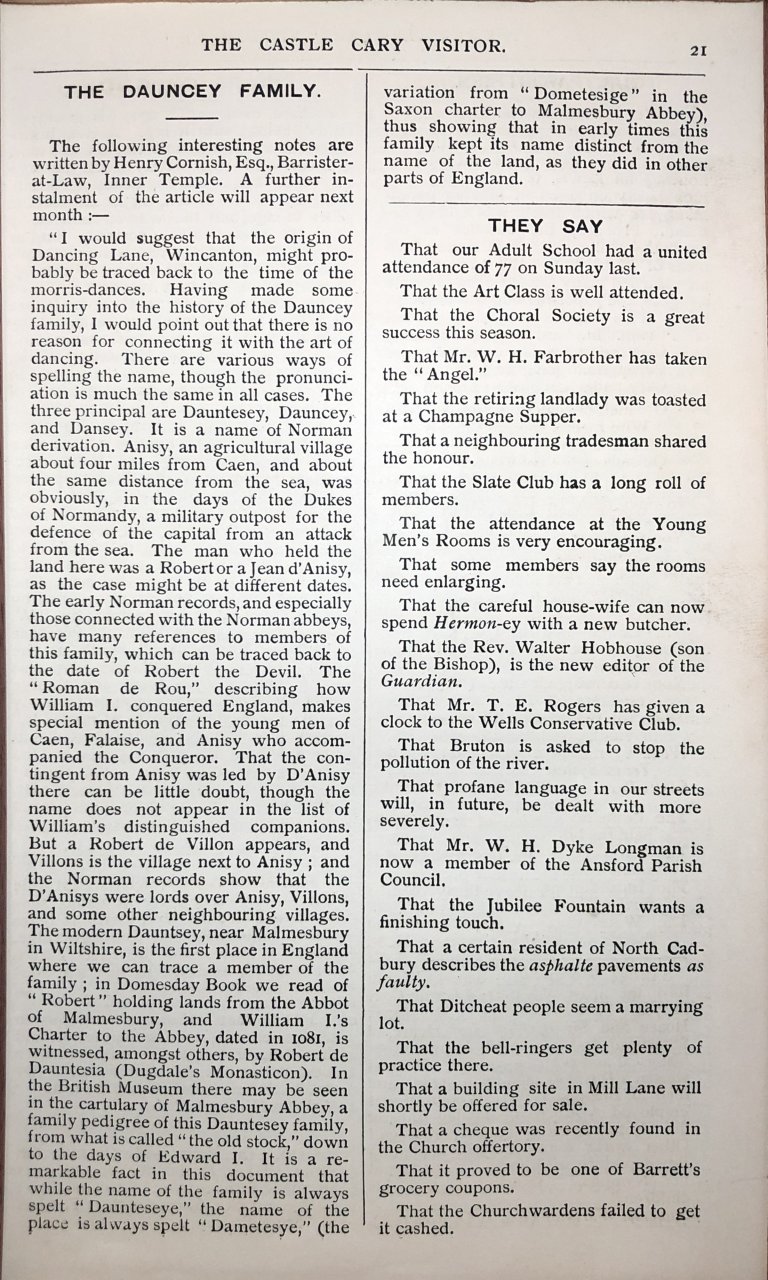 THE CASTLE CARY VISITOR.
21
THE DAUNCEY FAMILY.
The following interesting notes are
written by Henry Cornish, Esq., Barrister-
at-Law, Inner Temple. A further in-
stalment of the article will appear next
month :—
"I would suggest that the origin of
Dancing Lane, Wincanton, might pro-
bably be traced back to the time of the
morris-dances. Having made some
inquiry into the history of the Dauncey
family, I would point out that there is no
reason for connecting it with the art of
dancing. There are various ways of
spelling the name, though the pronunci-
ation is much the same in all cases. The
three principal are Dauntesey, Dauncey,
and Dansey. It is a name of Norman
derivation. Anisy, an agricultural village
about four miles from Caen, and about
the same distance from the sea, was
obviously, in the days of the Dukes
of Normandy, a military outpost for the
defence of the capital from an attack
from the sea. The man who held the
land here was a Robert or a Jean d'Anisy,
as the case might be at different dates.
The early Norman records, and especially
those connected with the Norman abbeys,
have many references to members of
this family, which can be traced back to
the date of Robert the Devil. The
"Roman de Rou," describing how
William I. conquered England, makes
special mention of the young men of
Caen, Falaise, and Anisy who accom-
panied the Conqueror. That the con-
tingent from Anisy was led by D'Anisy
there can be little doubt, though the
name does not appear in the list of
William's distinguished companions.
But a Robert de Villon appears, and
Villons is the village next to Anisy ; and
the Norman records show that the
D'Anisys were lords over Anisy, Villons,
and some other neighbouring villages.
The modern Dauntsey, near Malmesbury
in Wiltshire, is the first place in England
where we can trace a member of the
family ; in Domesday Book we read of
"Robert" holding lands from the Abbot
of Malmesbury, and William I.'s
Charter to the Abbey, dated in 1081, is
witnessed, amongst others, by Robert de
Dauntesia (Dugdale's Monasticon). In
the British Museum there may be seen
in the cartulary of Malmesbury Abbey, a
family pedigree of this Dauntesey family,
from what is called "the old stock," down
to the days of Edward I. It is a re-
markable fact in this document that
while the name of the family is always
spelt "Daunteseye," the name of the
place is always spelt "Dametesye," (the
variation from "Dometesige" in the
Saxon charter to Malmesbury Abbey),
thus showing that in early times this
family kept its name distinct from the
name of the land, as they did in other
parts of England.
THEY SAY
That our Adult School had a united
attendance of 77 on Sunday last.
That the Art Class is well attended.
That the Choral Society is a great
success this season.
That Mr. W. H. Farbrother has taken
the "Angel."
That the retiring landlady was toasted
at a Champagne Supper.
That a neighbouring tradesman shared
the honour.
That the Slate Club has a long roll of
members.
That the attendance at the Young
Men's Rooms is very encouraging.
That some members say the rooms
need enlarging.
That the careful house-wife can now
spend Hermon-ey with a new butcher.
That the Rev. Walter Hobhouse (son
of the Bishop), is the new editor of the
Guardian.
That Mr. T. E. Rogers has given a
clock to the Wells Conservative Club.
That Bruton is asked to stop the
pollution of the river.
That profane language in our streets
will, in future, be dealt with more
severely.
That Mr. W. H. Dyke Longman is
now a member of the Ansford Parish
Council.
That the Jubilee Fountain wants a
finishing touch.
That a certain resident of North Cad-
bury describes the asphalte pavements as
faulty.
That Ditcheat people seem a marrying
lot.
That the bell-ringers get plenty of
practice there.
That a building site in Mill Lane will
shortly be offered for sale.
That a cheque was recently found in
the Church offertory.
That it proved to be one of Barrett's
grocery coupons.
That the Churchwardens failed to get
it cashed.